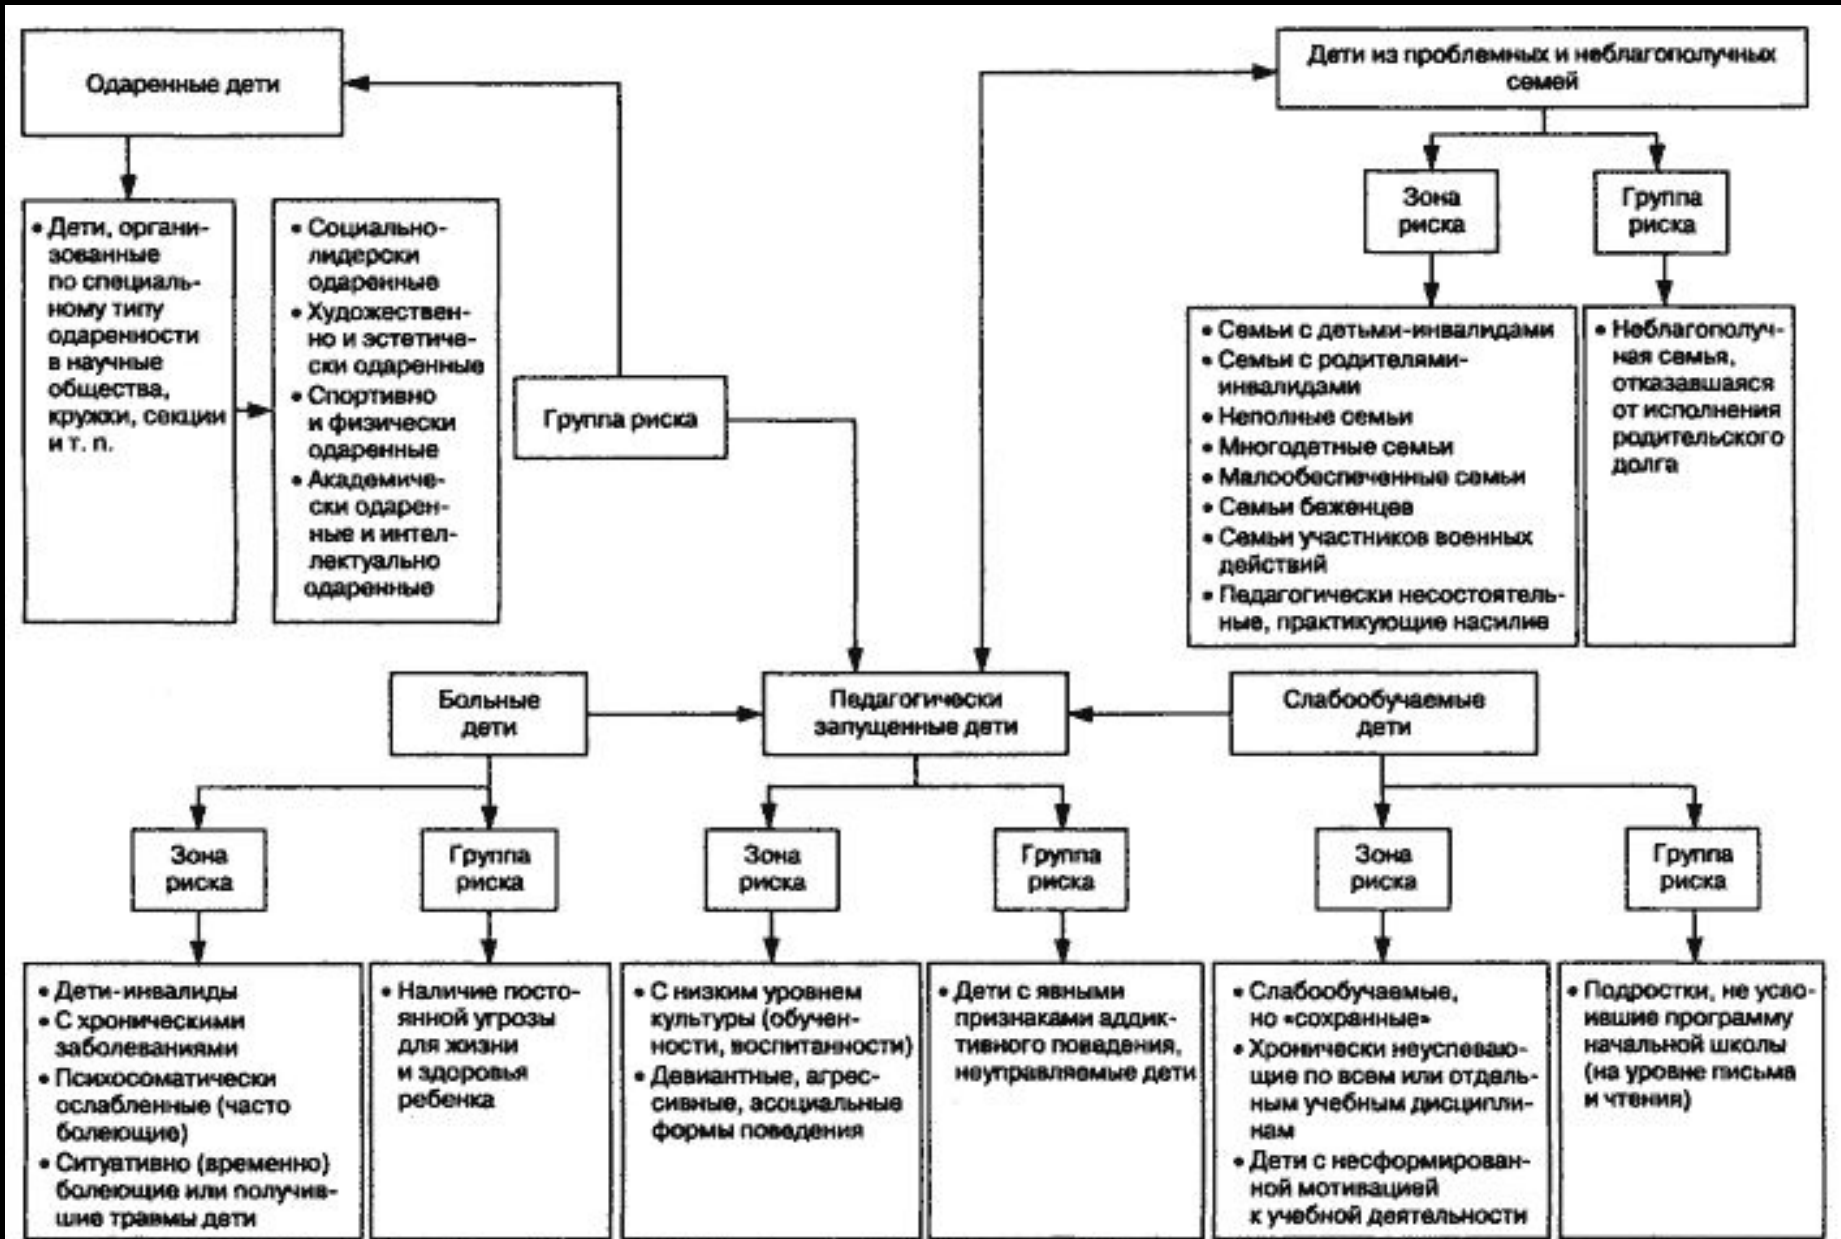 Одаренные дети
• Дети, органи-
зованные
по специаль-
ному типу
одаренности
в научные
общества,
кружки, секции
и т. п.
• Социально-
лидерски
одаренные
• Художествен-
но и эстетиче-
ски одаренные
• Спортивно
и физически
одаренные
• Академиче-
ски одарен-
ные и интел-
лектуально
одаренные
Группа риска
Дети из проблемных и неблагополучных
семей
Зона
риска
Группа
риска
• Семьи с детьми-инвалидами
• Семьи с родителями-
инвалидами
• Неполные семьи
• Многодетные семьи
• Малообеспеченные семьи
• Семьи беженцев
• Семьи участников военных
действий
• Педагогически несостоятель-
ные, практикующие насилие
• Неблагополуч-
ная семья,
отказавшаяся
от исполнения
родительского
долга
Больные
дети
Педагогически
запущенные дети
Слабообучаемые
дети
Зона
риска
Группа
риска
Зона
риска
Группа
риска
Зона
риска
Группа
риска
• Дети-инвалиды
• С хроническими
заболеваниями
• Психосоматически
ослабленные (часто
болеющие)
• Ситуативно (временно)
болеющие или получив-
шие травмы дети
• Наличие посто-
янной угрозы
для жизни
и здоровья
ребенка
• С низким уровнем
культуры (обучен-
ности, воспитанности)
• Девиантные, агрес-
сивные, асоциальные
формы поведения
• Дети с явными
признаками аддик-
тивного поведения,
неуправляемые дети
• Слабообучаемые,
но «сохранные»
• Хронически неуспеваю-
щие по всем или отдель-
ным учебным дисципли-
нам
• Дети с несформирован-
ной мотивацией
к учебной деятельности
• Подростки, не усво-
ившие программу
начальной школы
(на уровне письма
и чтения)